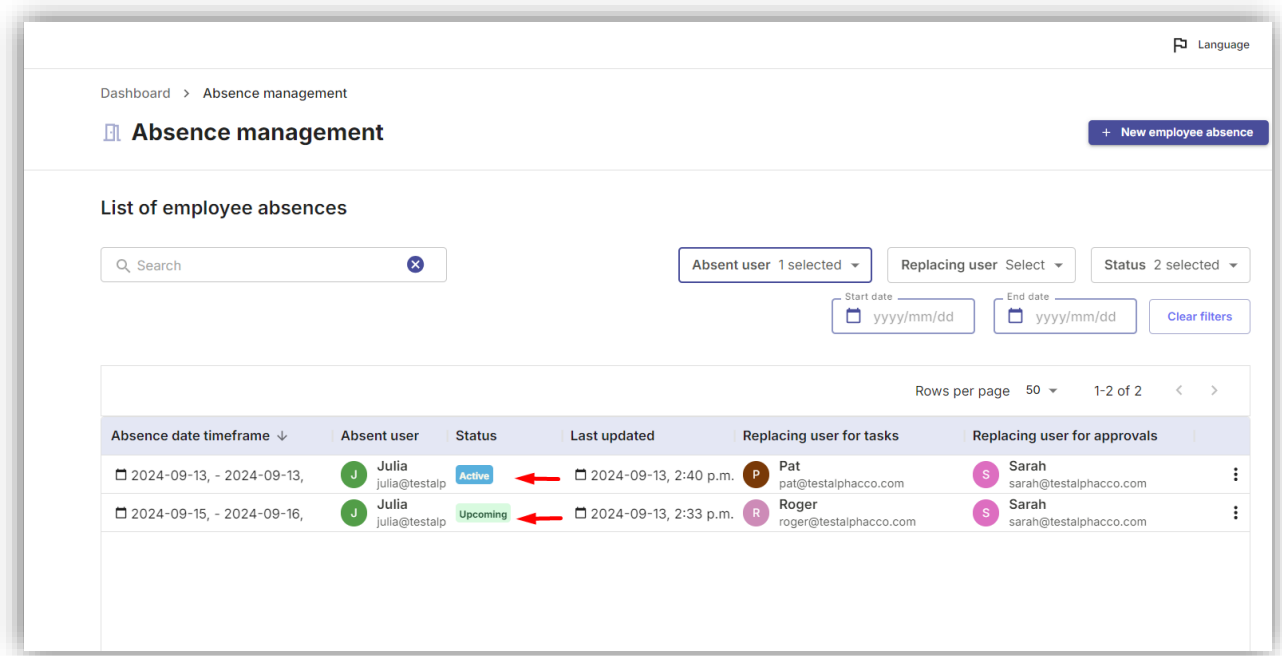 Language
Dashboard > Absence management
Absence management
+ New employee absence
List of employee absences
Search
Absent user 1 selected
Replacing user Select
Status 2 selected
Start date
yyyy/mm/dd
End date
yyyy/mm/dd
Clear filters
Rows per page 50 1-2 of 2
Absence date timeframe Absent user Status Last updated Replacing user for tasks Replacing user for approvals
2024-09-13, - 2024-09-13, J Julia Active 2024-09-13, 2:40 p.m. P Pat S Sarah
julia@testalp pat@testalphacco.com sarah@testalphacco.com
2024-09-15, - 2024-09-16, J Julia Upcoming 2024-09-13, 2:33 p.m. R Roger S Sarah
julia@testalp roger@testalphacco.com sarah@testalphacco.com